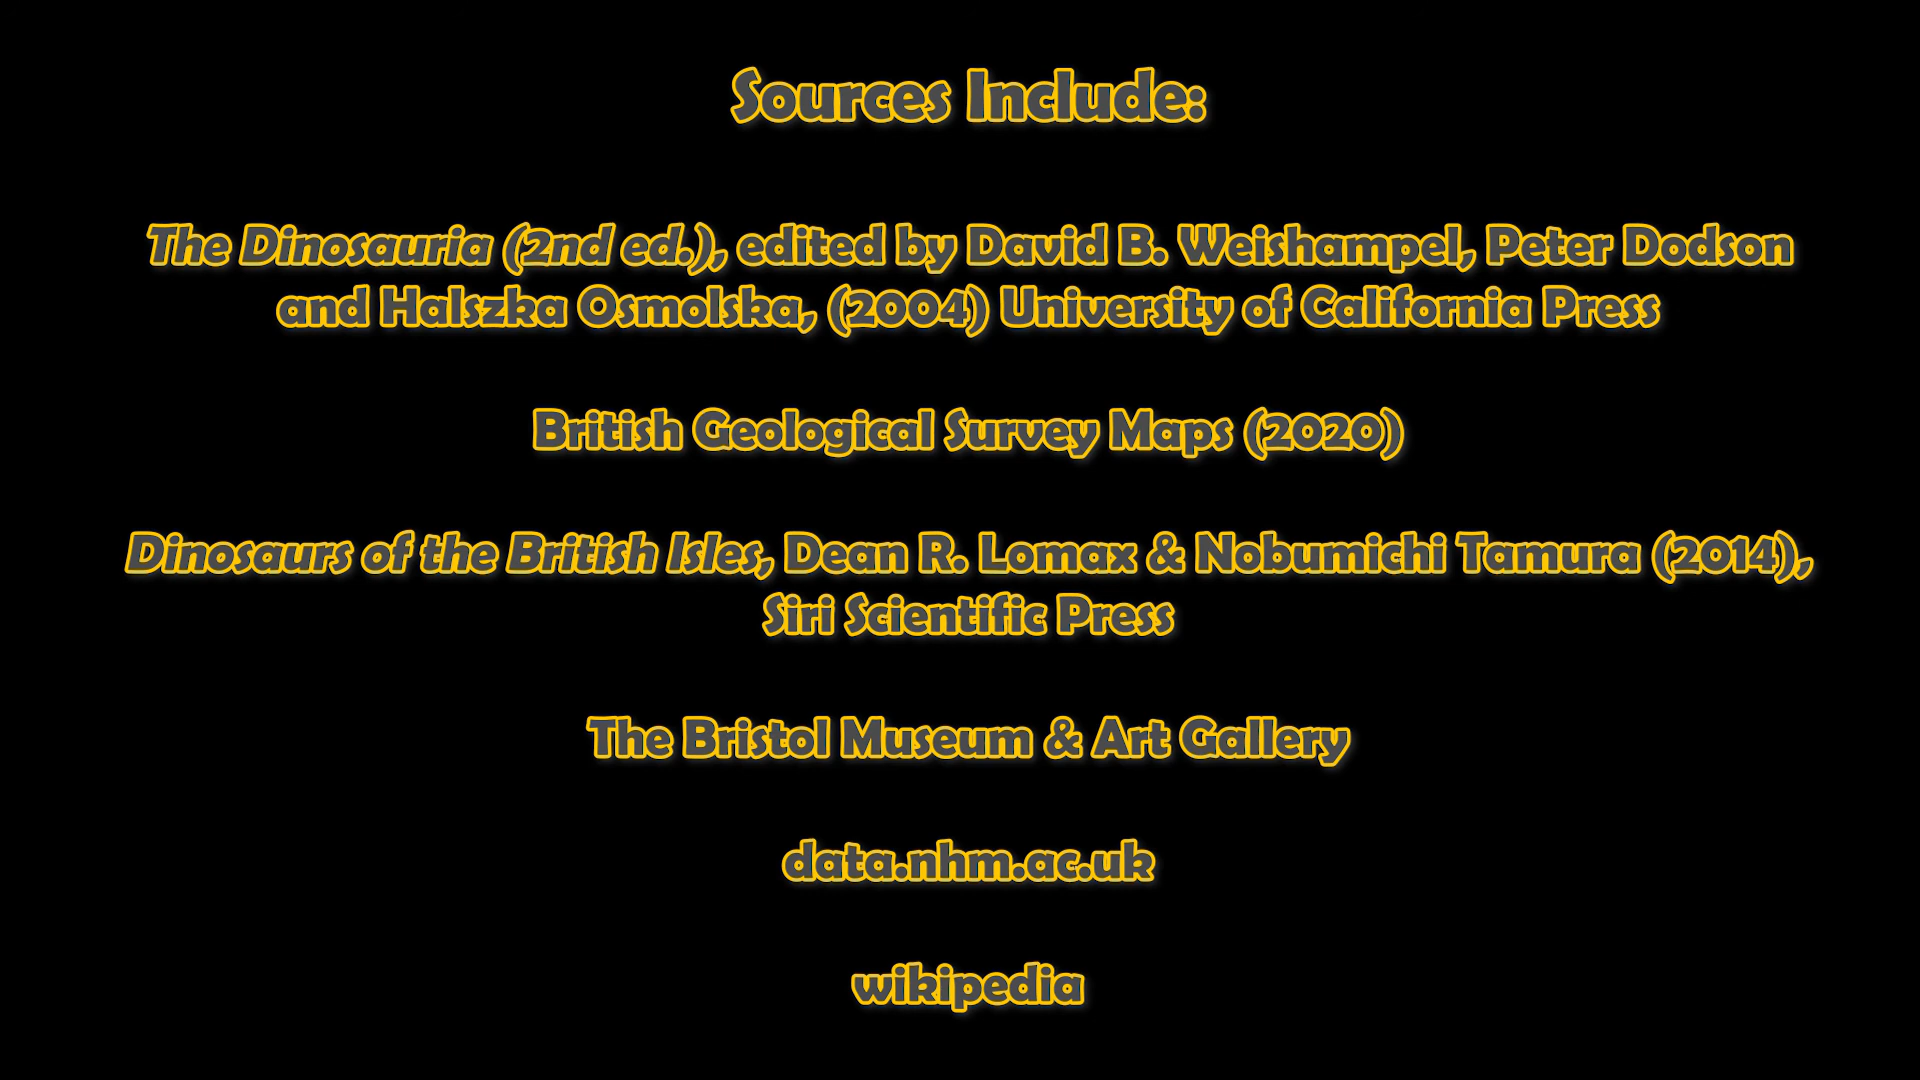 Sources Include:
The Dinosauria (2nd ed.), edited by David B. Weishampel, Peter Dodson
and Halszka Osmolska, (2004) University of California Press
British Geological Survey Maps (2020)
Dinosaurs of the British Isles, Dean R. Lomax & Nobumichi Tamura (2014),
Siri Scientific Press
The Bristol Museum & Art Gallery
data.nhm.ac.uk
wikipedia